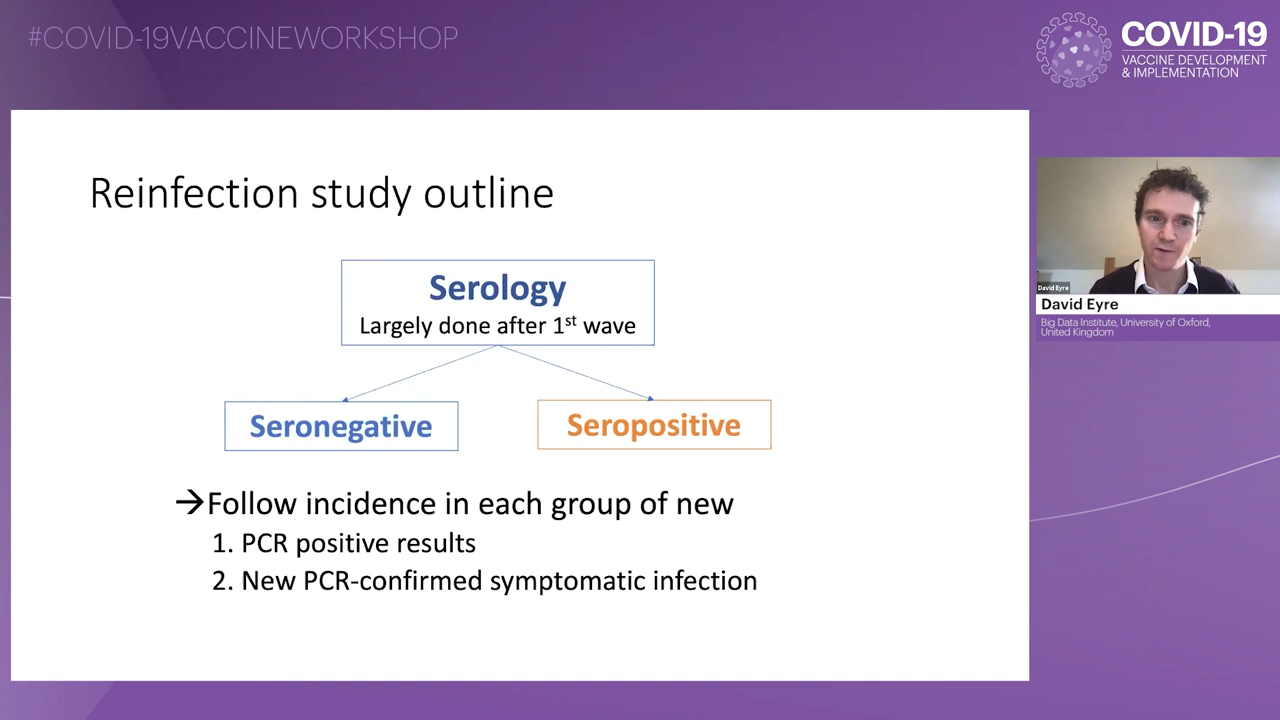 #COVID-19VACCINEWORKSHOP
COVID-19
VACCINE DEVELOPMENT
& IMPLEMENTATION
Reinfection study outline
Serology
Largely done after 1st wave
Seronegative
Seropositive
→Follow incidence in each group of new
1. PCR positive results
2. New PCR-confirmed symptomatic infection
David Eyre
David Eyre
Big Data Institute, University of Oxford,
United Kingdom